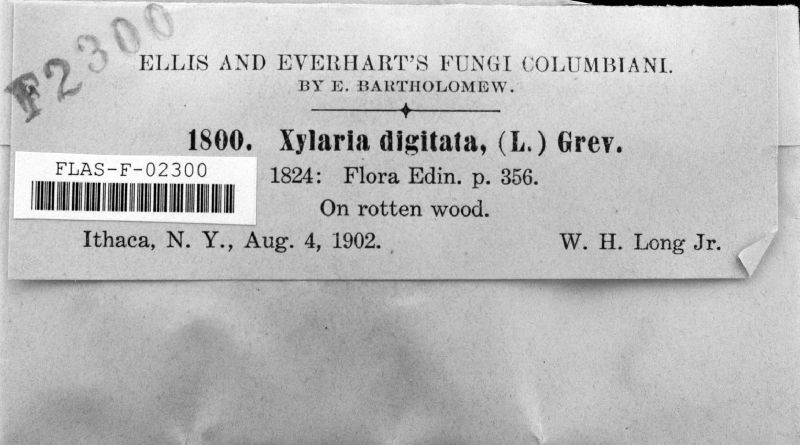 F2300
ELLIS AND EVERHART'S FUNGI COLUMBIANI.
BY E. BARTHOLOMEW.
1800. Xylaria digitata, (L.) Grev.
FLAS-F-02300
1824: Flora Edin. p. 356.
On rotten wood.
Ithaca, N. Y., Aug. 4, 1902. W. H. Long Jr.